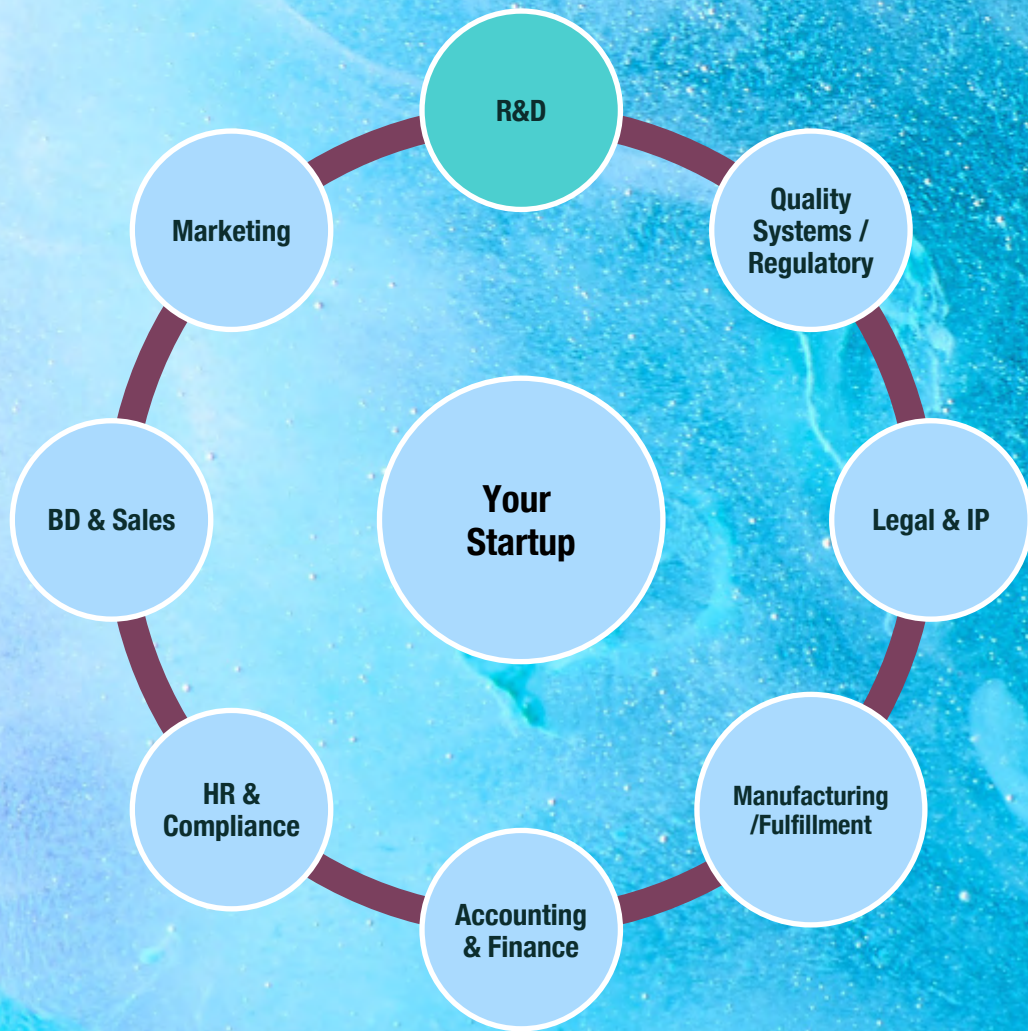 R&D
Quality
Systems /
Regulatory
Marketing
Your
Startup
BD & Sales
Legal & IP
HR &
Compliance
Manufacturing
/Fulfillment
Accounting
& Finance